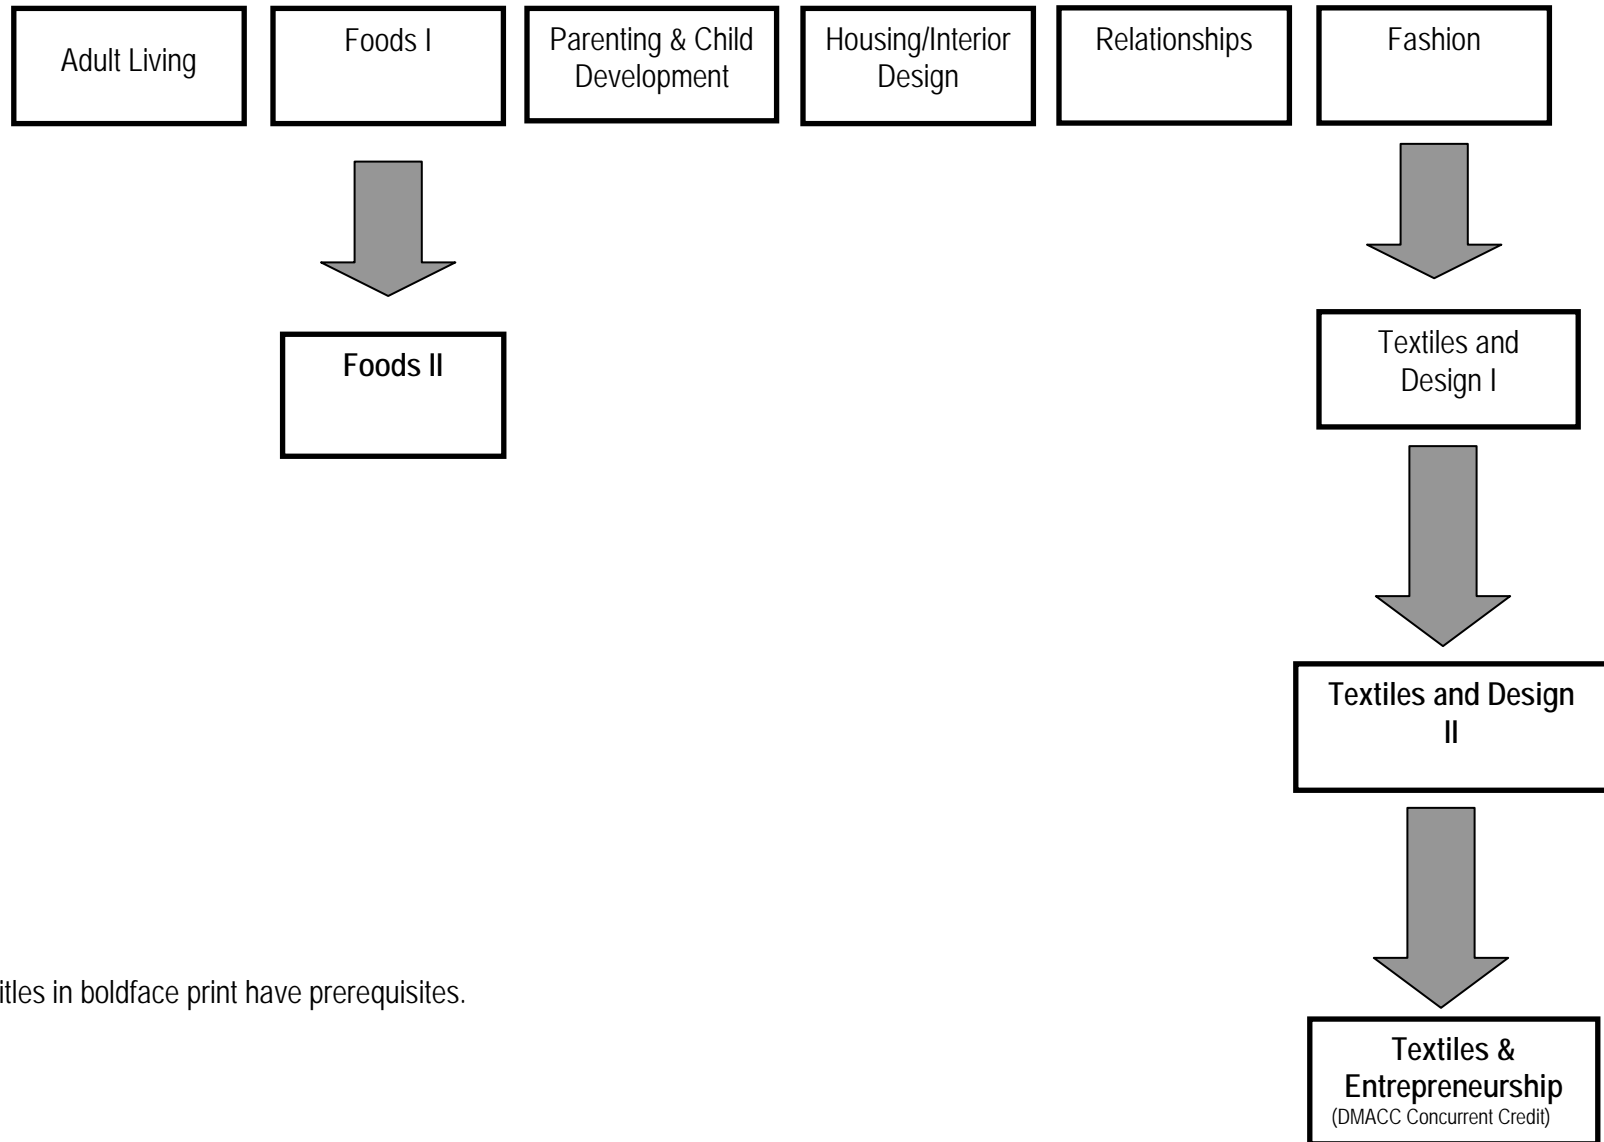 Adult Living
Foods I
Parenting & Child
Development
Housing/Interior
Design
Relationships
Fashion
Foods II
Textiles and
Design I
Textiles and Design
II
itles in boldface print have prerequisites.
Textiles &
Entrepreneurship
(DMACC Concurrent Credit)